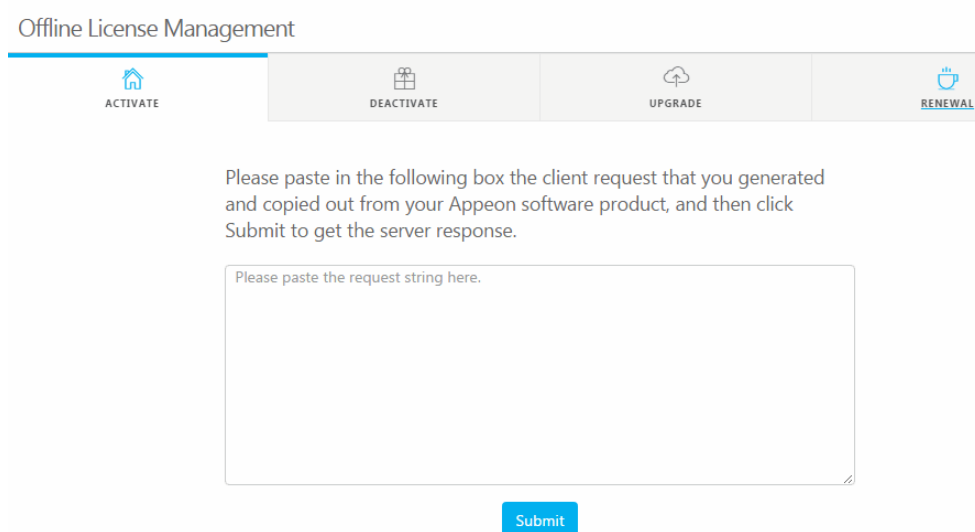 Offline License Management
ACTIVATE
DEACTIVATE
UPGRADE
RENEWAL
Please paste in the following box the client request that you generated
and copied out from your Appeon software product, and then click
Submit to get the server response.
Please paste the request string here.
Submit